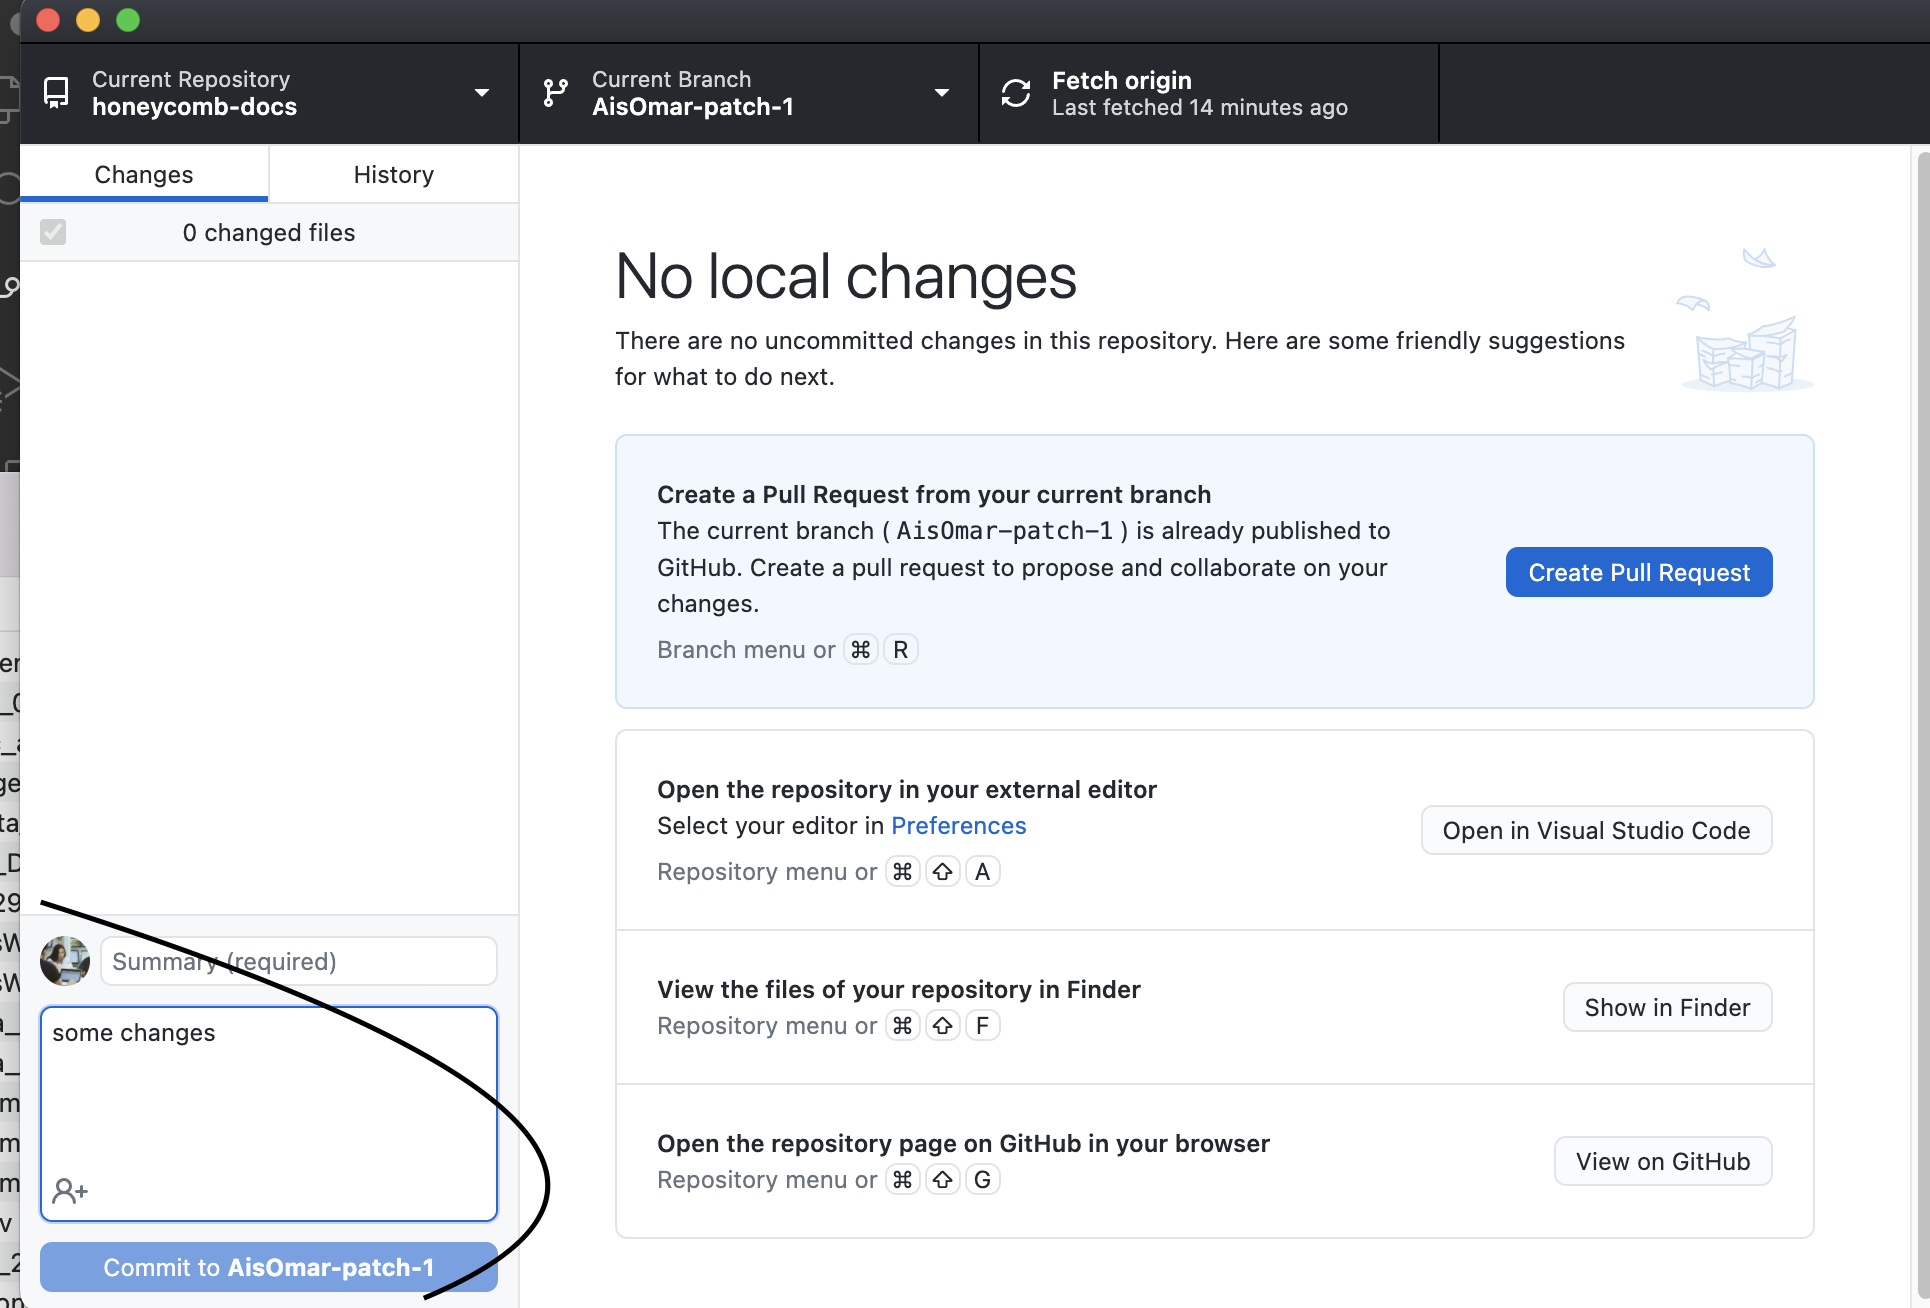 Current Repository
honeycomb-docs
Current Branch
AisOmar-patch-1
Fetch origin
Last fetched 14 minutes ago
Changes
History
0 changed files
No local changes
There are no uncommitted changes in this repository. Here are some friendly suggestions
for what to do next.
Create a Pull Request from your current branch
The current branch ( AisOmar-patch-1 ) is already published to
GitHub. Create a pull request to propose and collaborate on your
changes.
Branch menu or ⌘ R
Create Pull Request
Open the repository in your external editor
Select your editor in Preferences
Repository menu or ⌘ ⇧ A
Open in Visual Studio Code
View the files of your repository in Finder
Repository menu or ⌘ ⇧ F
Show in Finder
Open the repository page on GitHub in your browser
Repository menu or ⌘ ⇧ G
View on GitHub
Summary (required)
some changes
Commit to AisOmar-patch-1